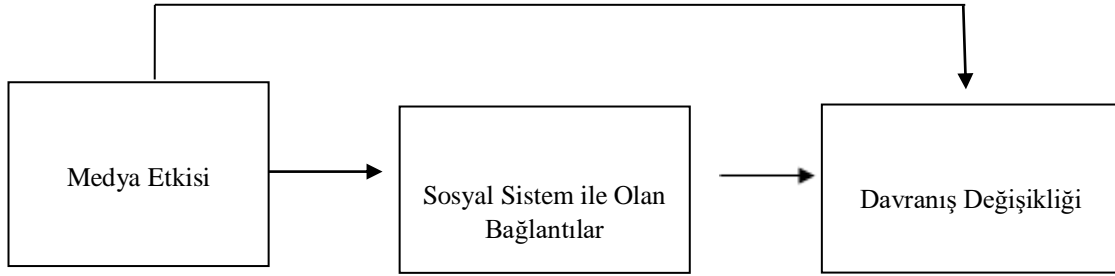 Medya Etkisi
Sosyal Sistem ile Olan
Bağlantılar
Davranış Değişikliği